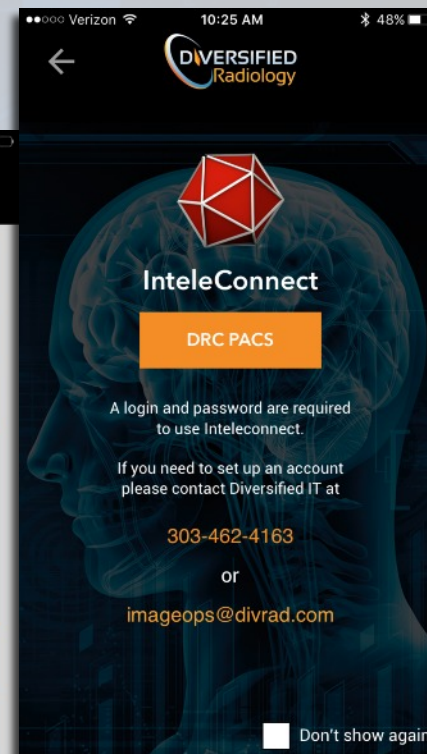 Verizon 10:25 AM 48%
DIVERSIFIED
Radiology
InteleConnect
DRC PACS
A login and password are required
to use Inteleconnect.
If you need to set up an account
please contact Diversified IT at
303-462-4163
or
imageops@divrad.com
Don't show again